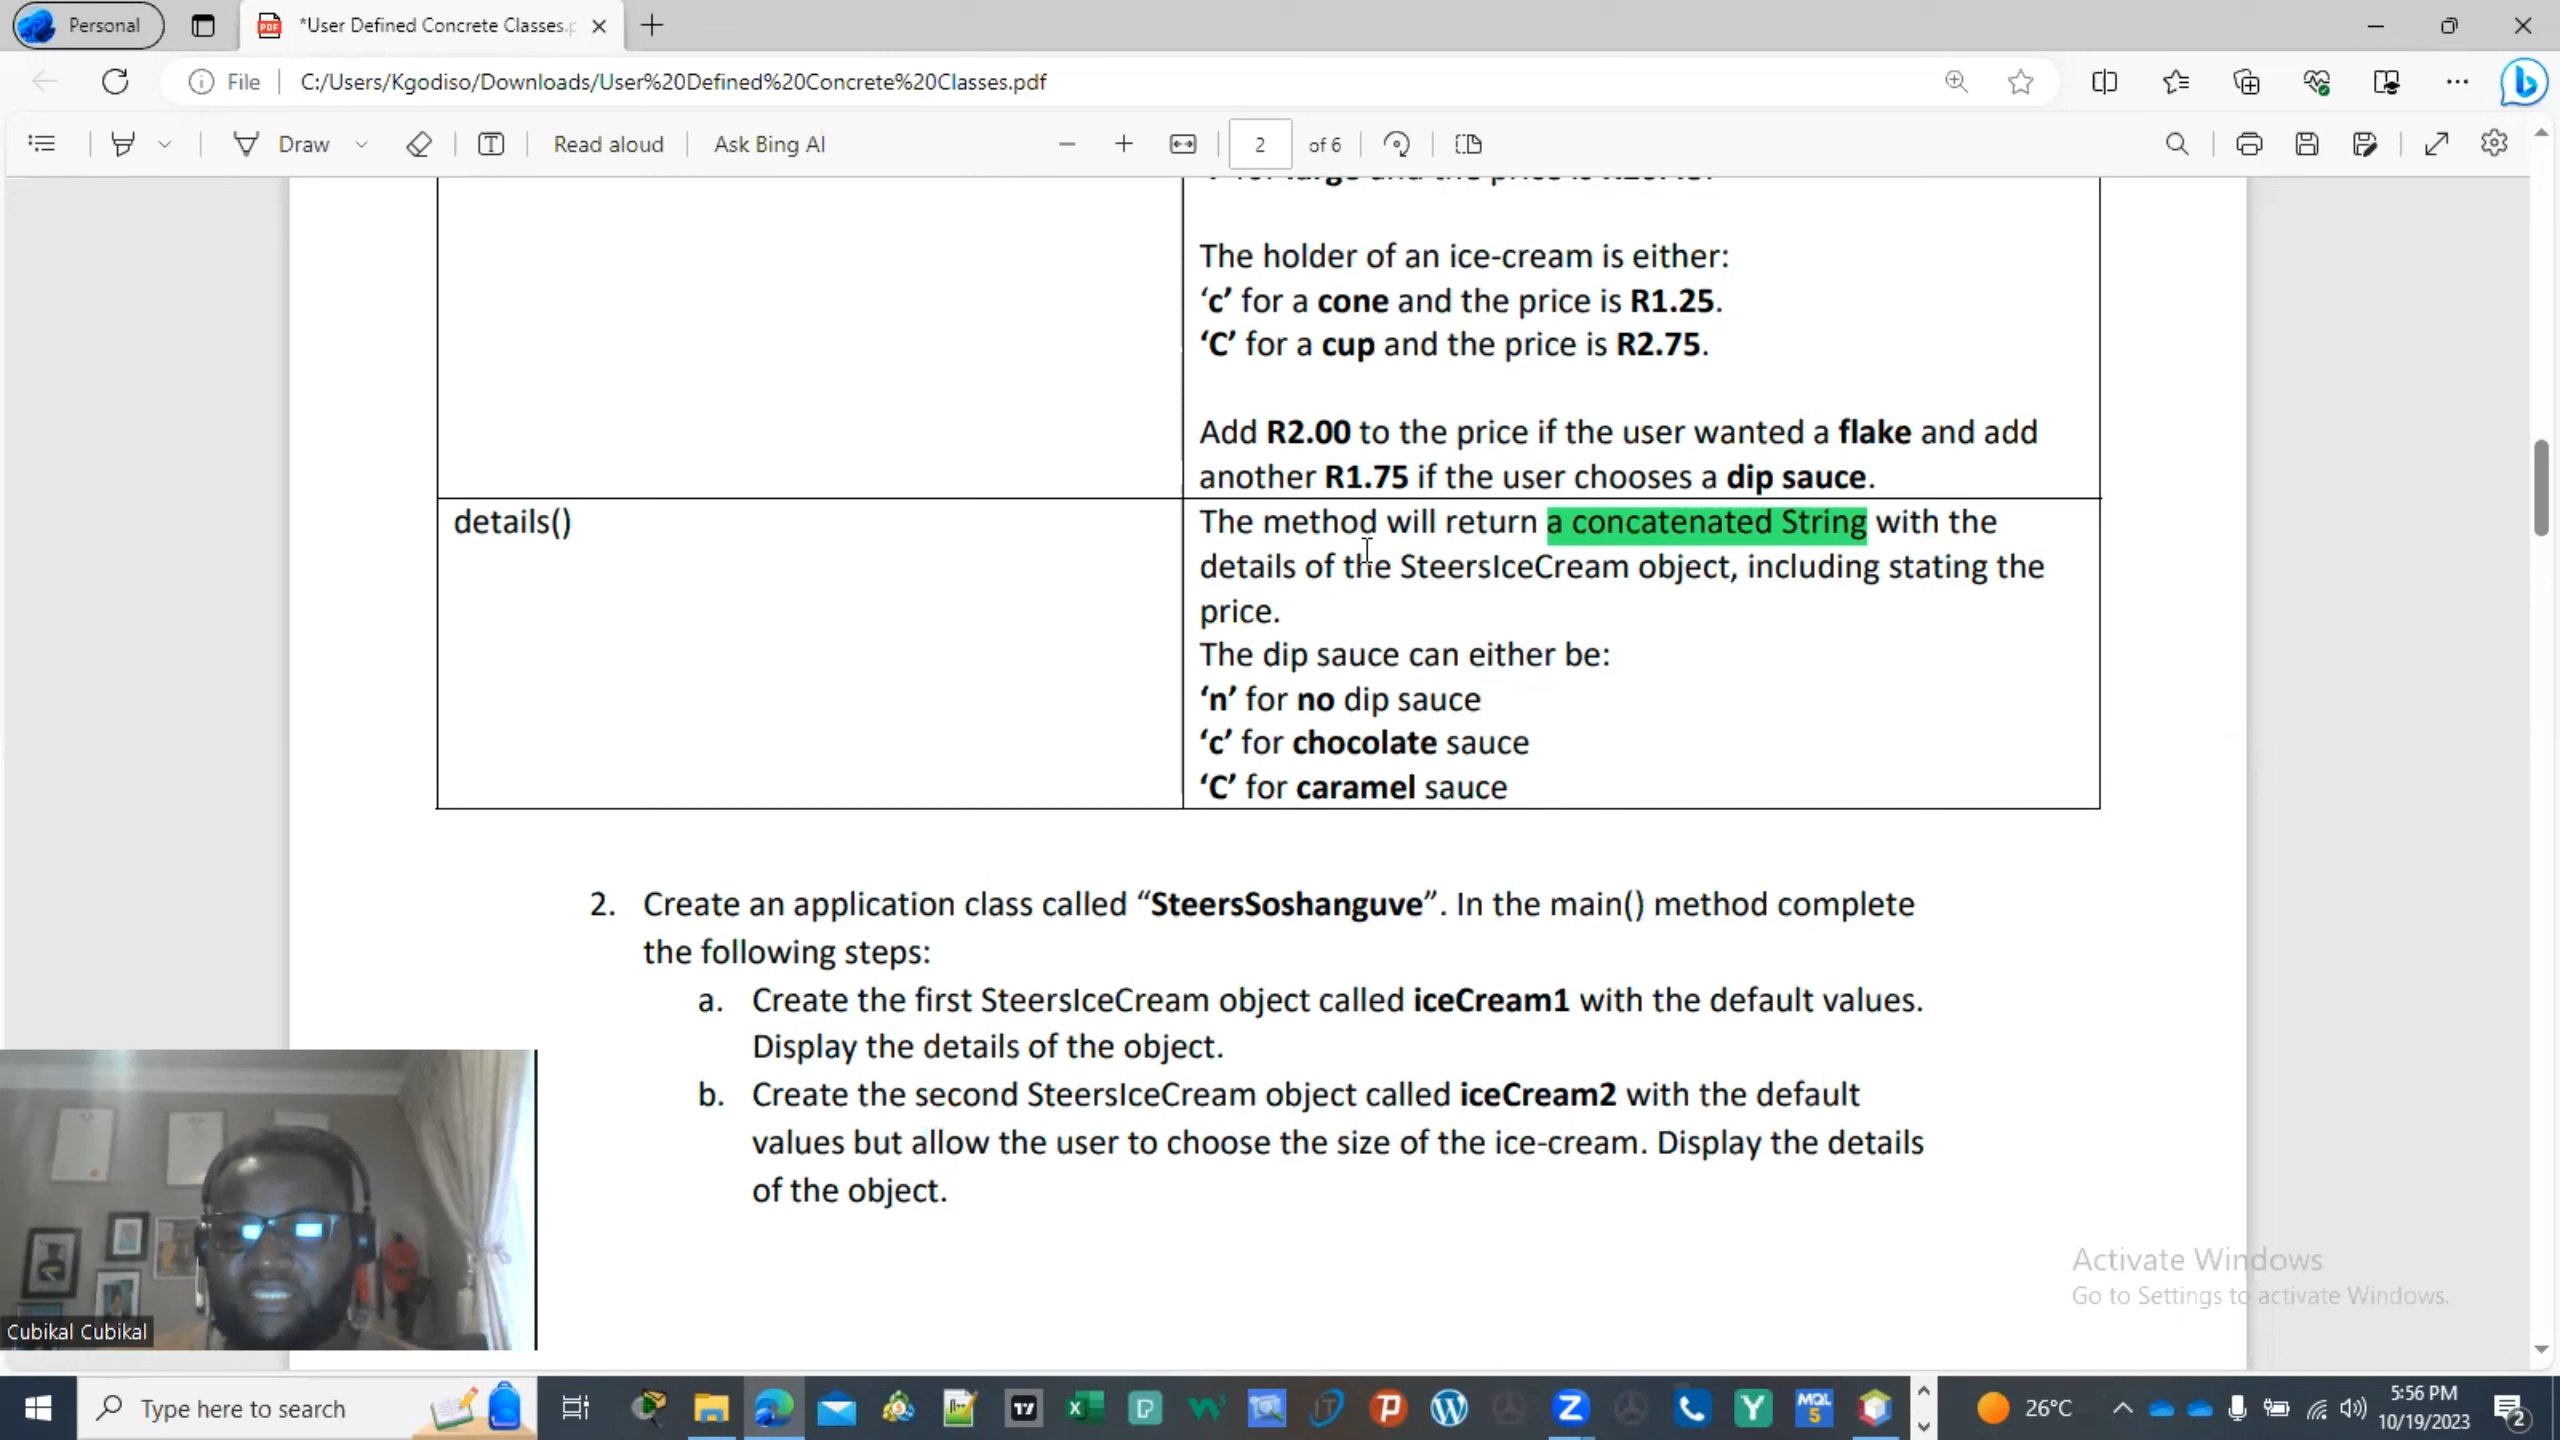 Personal
*User Defined Concrete Classes.p
File
C:/Users/Kgodiso/Downloads/User%20Defined%20Concrete%20Classes.pdf
Draw
Read aloud
Ask Bing AI
2
of 6
The holder of an ice-cream is either:
‘c’ for a cone and the price is R1.25.
‘C’ for a cup and the price is R2.75.
Add R2.00 to the price if the user wanted a flake and add
another R1.75 if the user chooses a dip sauce.
details()
The method will return a concatenated String with the
details of the SteersIceCream object, including stating the
price.
The dip sauce can either be:
‘n’ for no dip sauce
‘c’ for chocolate sauce
‘C’ for caramel sauce
2. Create an application class called “SteersSoshanguve”. In the main() method complete
the following steps:
a. Create the first SteersIceCream object called iceCream1 with the default values.
Display the details of the object.
b. Create the second SteersIceCream object called iceCream2 with the default
values but allow the user to choose the size of the ice-cream. Display the details
of the object.
Activate Windows
Go to Settings to activate Windows.
Cubikal Cubikal
Type here to search
26°C
5:56 PM
10/19/2023
2